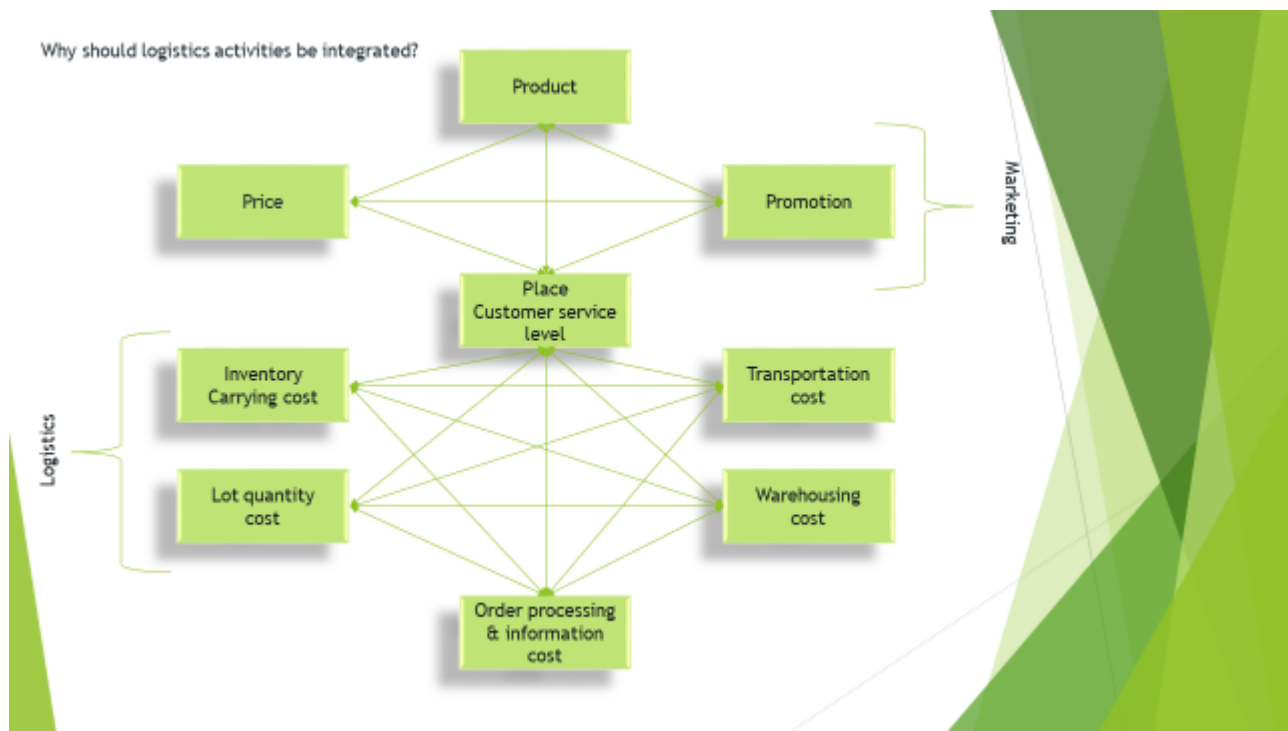 Why should logistics activities be integrated?
Product
Price
Promotion
Marketing
Place
Customer service
level
Inventory
Carrying cost
Transportation
cost
Logistics
Lot quantity
cost
Warehousing
cost
Order processing
& information
cost